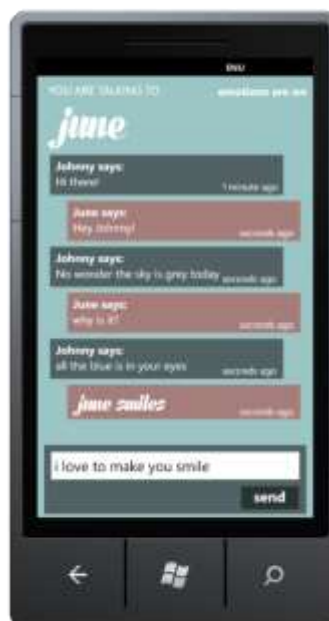 YOU ARE TALKING TO
emotions are on
june
Johnny says:
Hi there!
1 minute ago
June says:
Hey Johnny!
seconds ago
Johnny says:
No wonder the sky is grey today
seconds ago
June says:
why is it?
seconds ago
Johnny says:
all the blue is in your eyes
seconds ago
june smiles
seconds ago
i love to make you smile
send